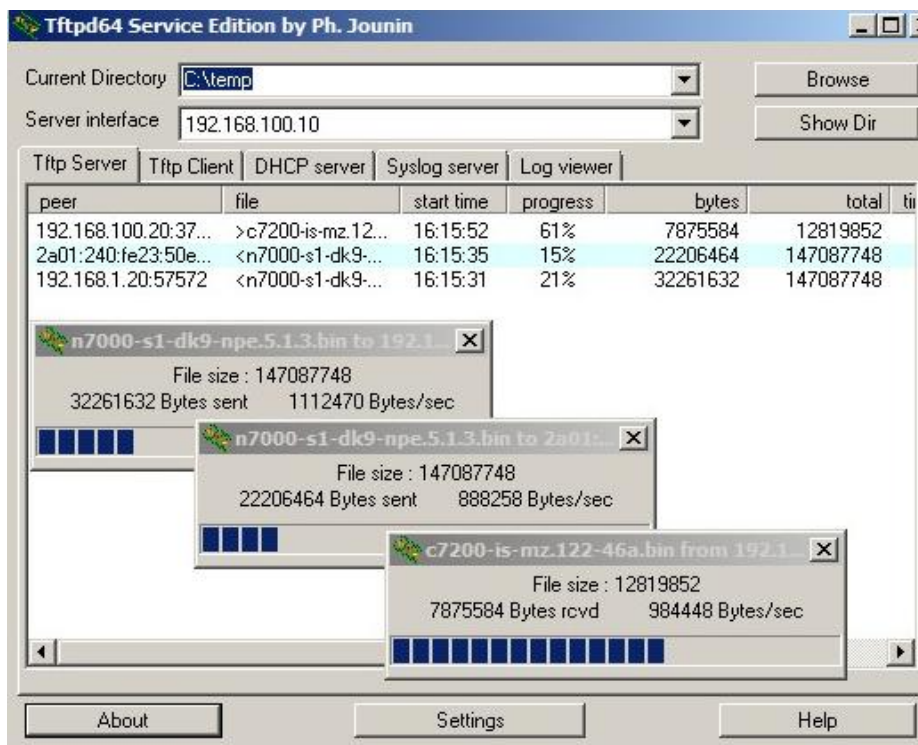 Tftpd64 Service Edition by Ph. Jounin
Current Directory C:\temp Browse
Server interface 192.168.100.10 Show Dir
Tftp Server Tftp Client DHCP server Syslog server Log viewer
peer file start time progress bytes total
192.168.100.20:37... >c7200-is-mz.12... 16:15:52 61% 7875584 12819852
2a01:240:fe23:50e... <n7000-s1-dk9-... 16:15:35 15% 22206464 147087748
192.168.1.20:57572 <n7000-s1-dk9-... 16:15:31 21% 32261632 147087748
n7000-s1-dk9-npe.5.1.3.bin to 192.1...
File size : 147087748
32261632 Bytes sent 1112470 Bytes/sec
n7000-s1-dk9-npe.5.1.3.bin to 2a01:...
File size : 147087748
22206464 Bytes sent 888258 Bytes/sec
c7200-is-mz.122-46a.bin from 192.1...
File size : 12819852
7875584 Bytes rcvd 984448 Bytes/sec
About Settings Help